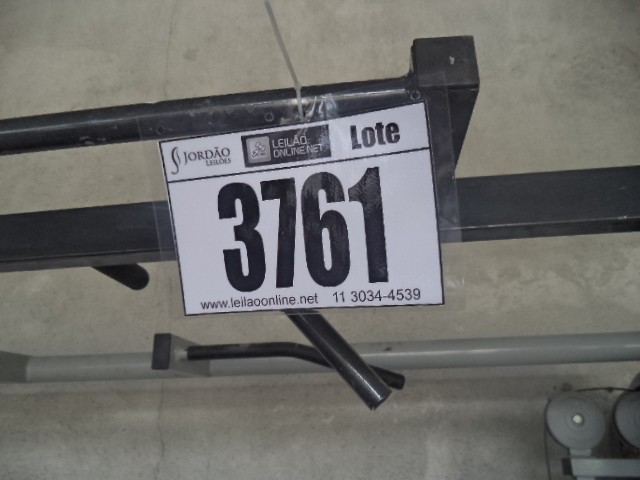 JORDÃO
LEILÕES
LEILÃO
ONLINE.NET
Lote
3761
www.leilaoonline.net 11 3034-4539